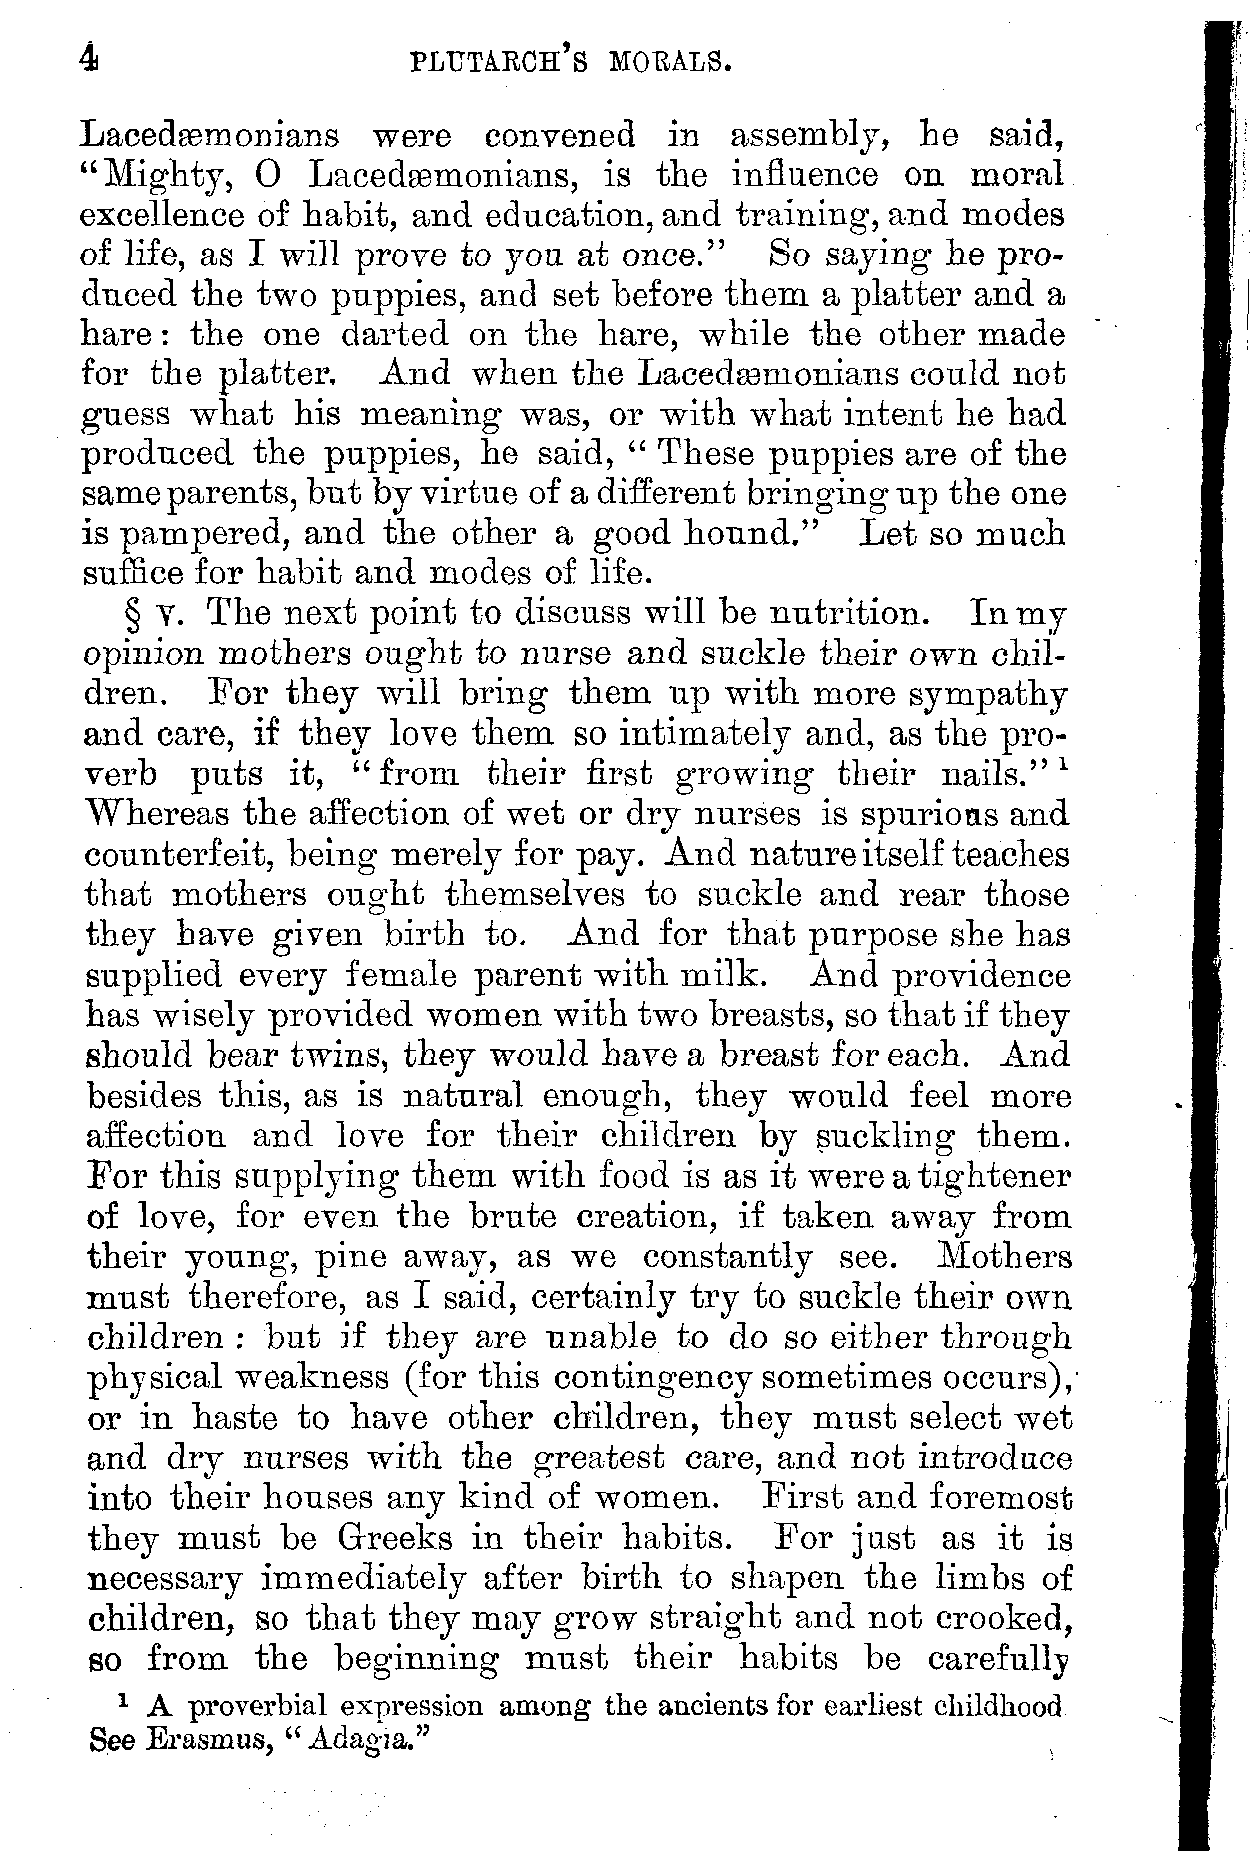 4 PLUTARCH'S MORALS.
Lacedæmonians were convened in assembly, he said,
“Mighty, O Lacedæmonians, is the influence on moral
excellence of habit, and education, and training, and modes
of life, as I will prove to you at once.” So saying he pro-
duced the two puppies, and set before them a platter and a
hare: the one darted on the hare, while the other made
for the platter. And when the Lacedæmonians could not
guess what his meaning was, or with what intent he had
produced the puppies, he said, “These puppies are of the
same parents, but by virtue of a different bringing up the one
is pampered, and the other a good hound.” Let so much
suffice for habit and modes of life.
§ v. The next point to discuss will be nutrition. In my
opinion mothers ought to nurse and suckle their own chil-
dren. For they will bring them up with more sympathy
and care, if they love them so intimately and, as the pro-
verb puts it, “from their first growing their nails.” ¹
Whereas the affection of wet or dry nurses is spurious and
counterfeit, being merely for pay. And nature itself teaches
that mothers ought themselves to suckle and rear those
they have given birth to. And for that purpose she has
supplied every female parent with milk. And providence
has wisely provided women with two breasts, so that if they
should bear twins, they would have a breast for each. And
besides this, as is natural enough, they would feel more
affection and love for their children by suckling them.
For this supplying them with food is as it were a tightener
of love, for even the brute creation, if taken away from
their young, pine away, as we constantly see. Mothers
must therefore, as I said, certainly try to suckle their own
children : but if they are unable to do so either through
physical weakness (for this contingency sometimes occurs),
or in haste to have other children, they must select wet
and dry nurses with the greatest care, and not introduce
into their houses any kind of women. First and foremost
they must be Greeks in their habits. For just as it is
necessary immediately after birth to shapen the limbs of
children, so that they may grow straight and not crooked,
so from the beginning must their habits be carefully
¹ A proverbial expression among the ancients for earliest childhood
See Erasmus, “Adagia.”